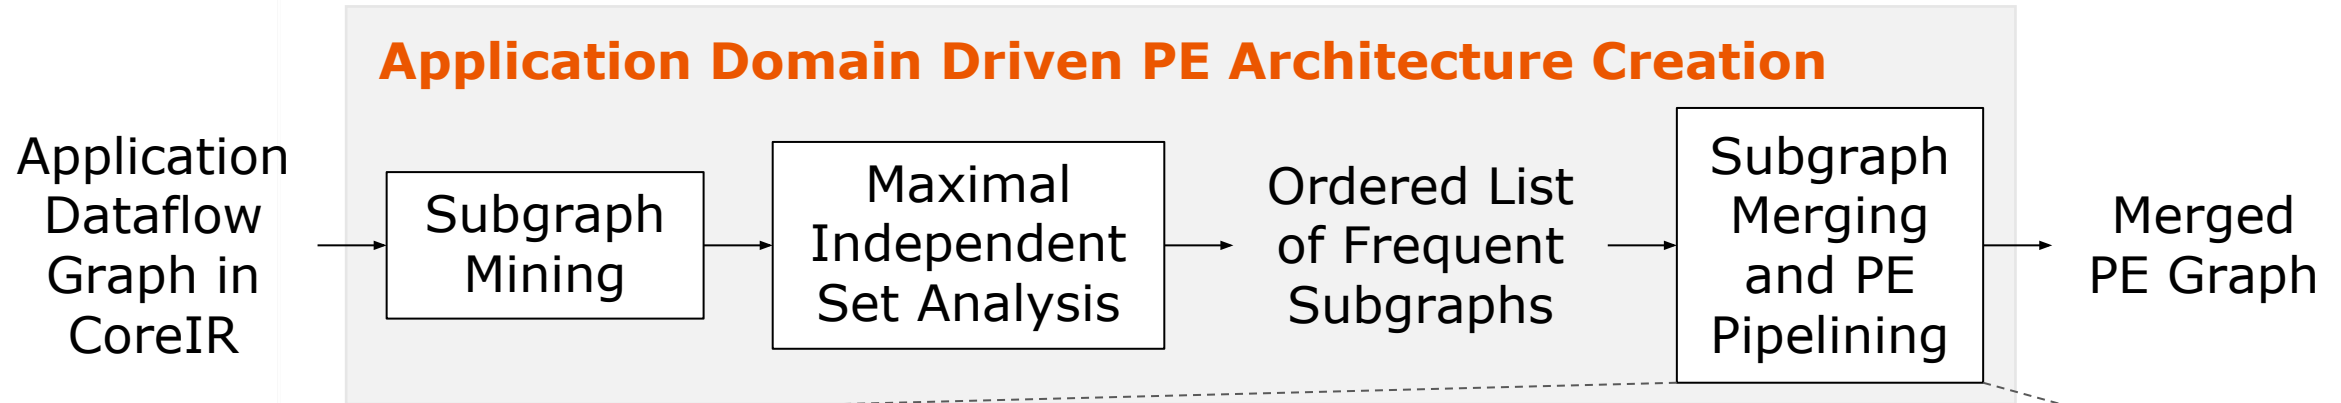 Application Domain Driven PE Architecture Creation
Application
Dataflow
Graph in
CoreIR
Subgraph
Mining
Maximal
Independent
Set Analysis
Ordered List
of Frequent
Subgraphs
Subgraph
Merging
and PE
Pipelining
Merged
PE Graph